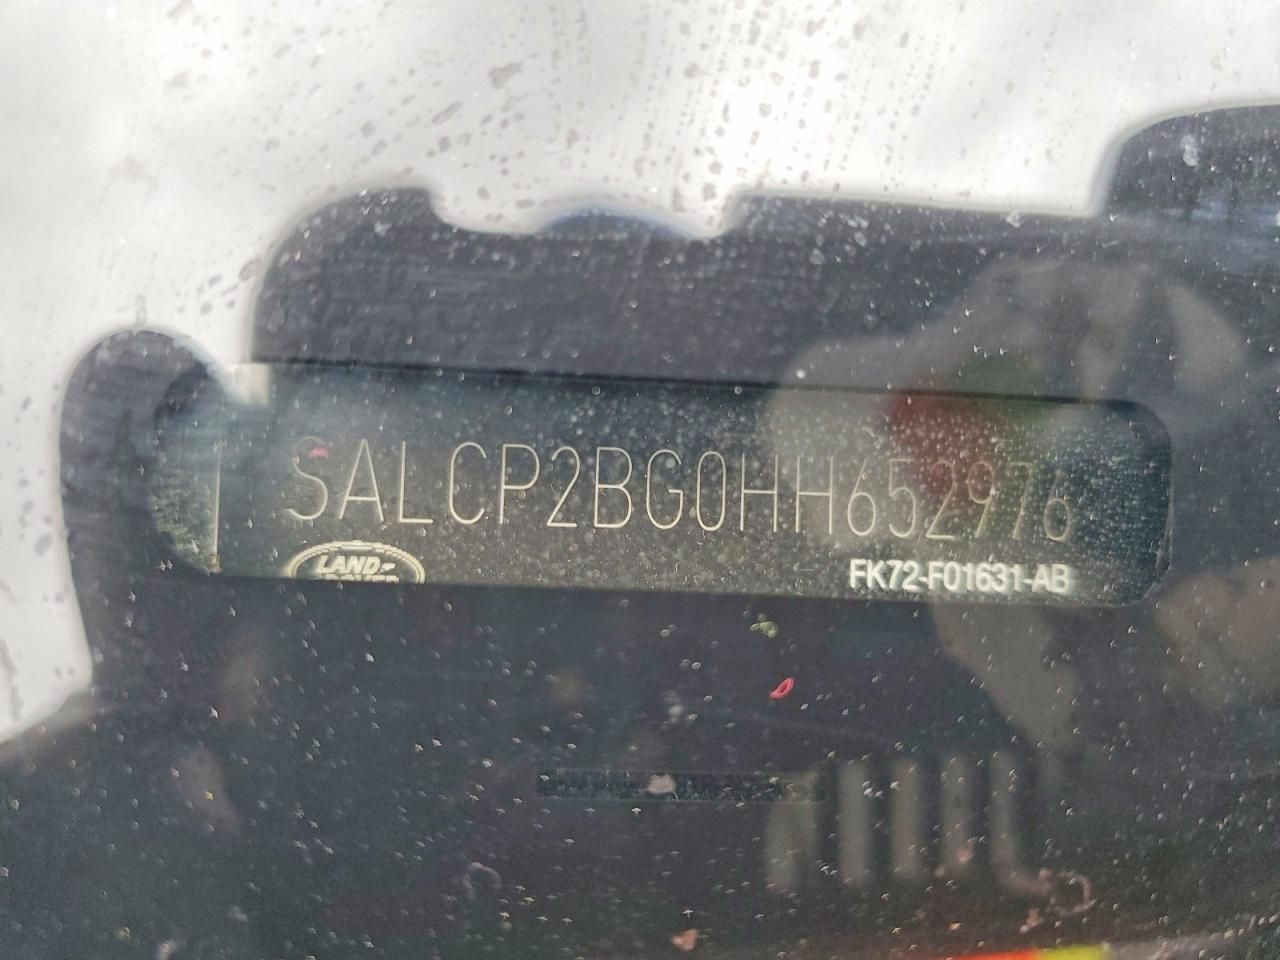 SALCP2BG0HH652976
LAND-
ROVER
FK72-F01631-AB